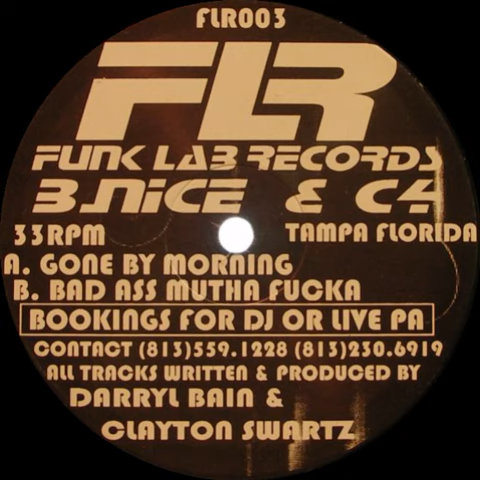 FLR003
FLR
FUNK LAB RECORDS
B.NICE & C4
33RPM TAMPA FLORIDA
A. GONE BY MORNING
B. BAD ASS MUTHA FUCKA
BOOKINGS FOR DJ OR LIVE PA
CONTACT (813)559.1228 (813)230.6919
ALL TRACKS WRITTEN & PRODUCED BY
DARRYL BAIN &
CLAYTON SWARTZ